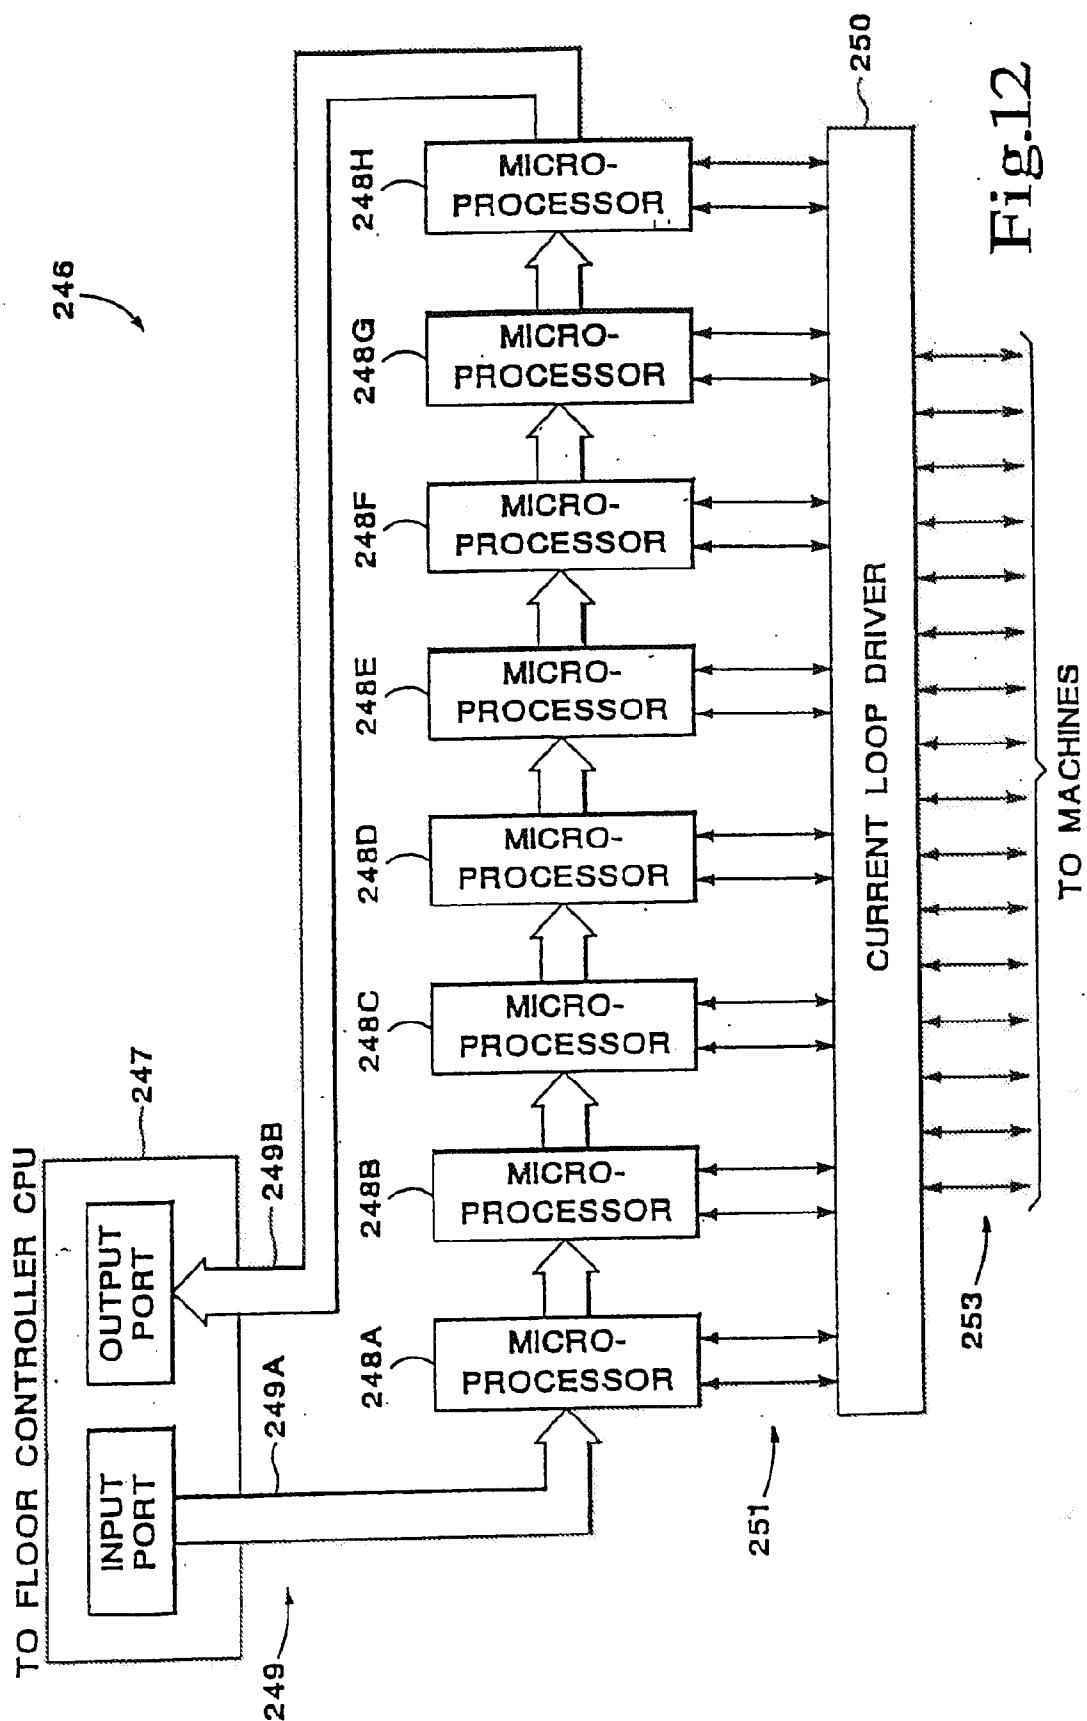 TO FLOOR CONTROLLER CPU
247
246
INPUT
PORT
OUTPUT
PORT
249
249A
249B
248A
248B
248C
248D
248E
248F
248G
248H
MICRO-
PROCESSOR
MICRO-
PROCESSOR
MICRO-
PROCESSOR
MICRO-
PROCESSOR
MICRO-
PROCESSOR
MICRO-
PROCESSOR
MICRO-
PROCESSOR
MICRO-
PROCESSOR
251
250
CURRENT LOOP DRIVER
253
TO MACHINES
Fig.12